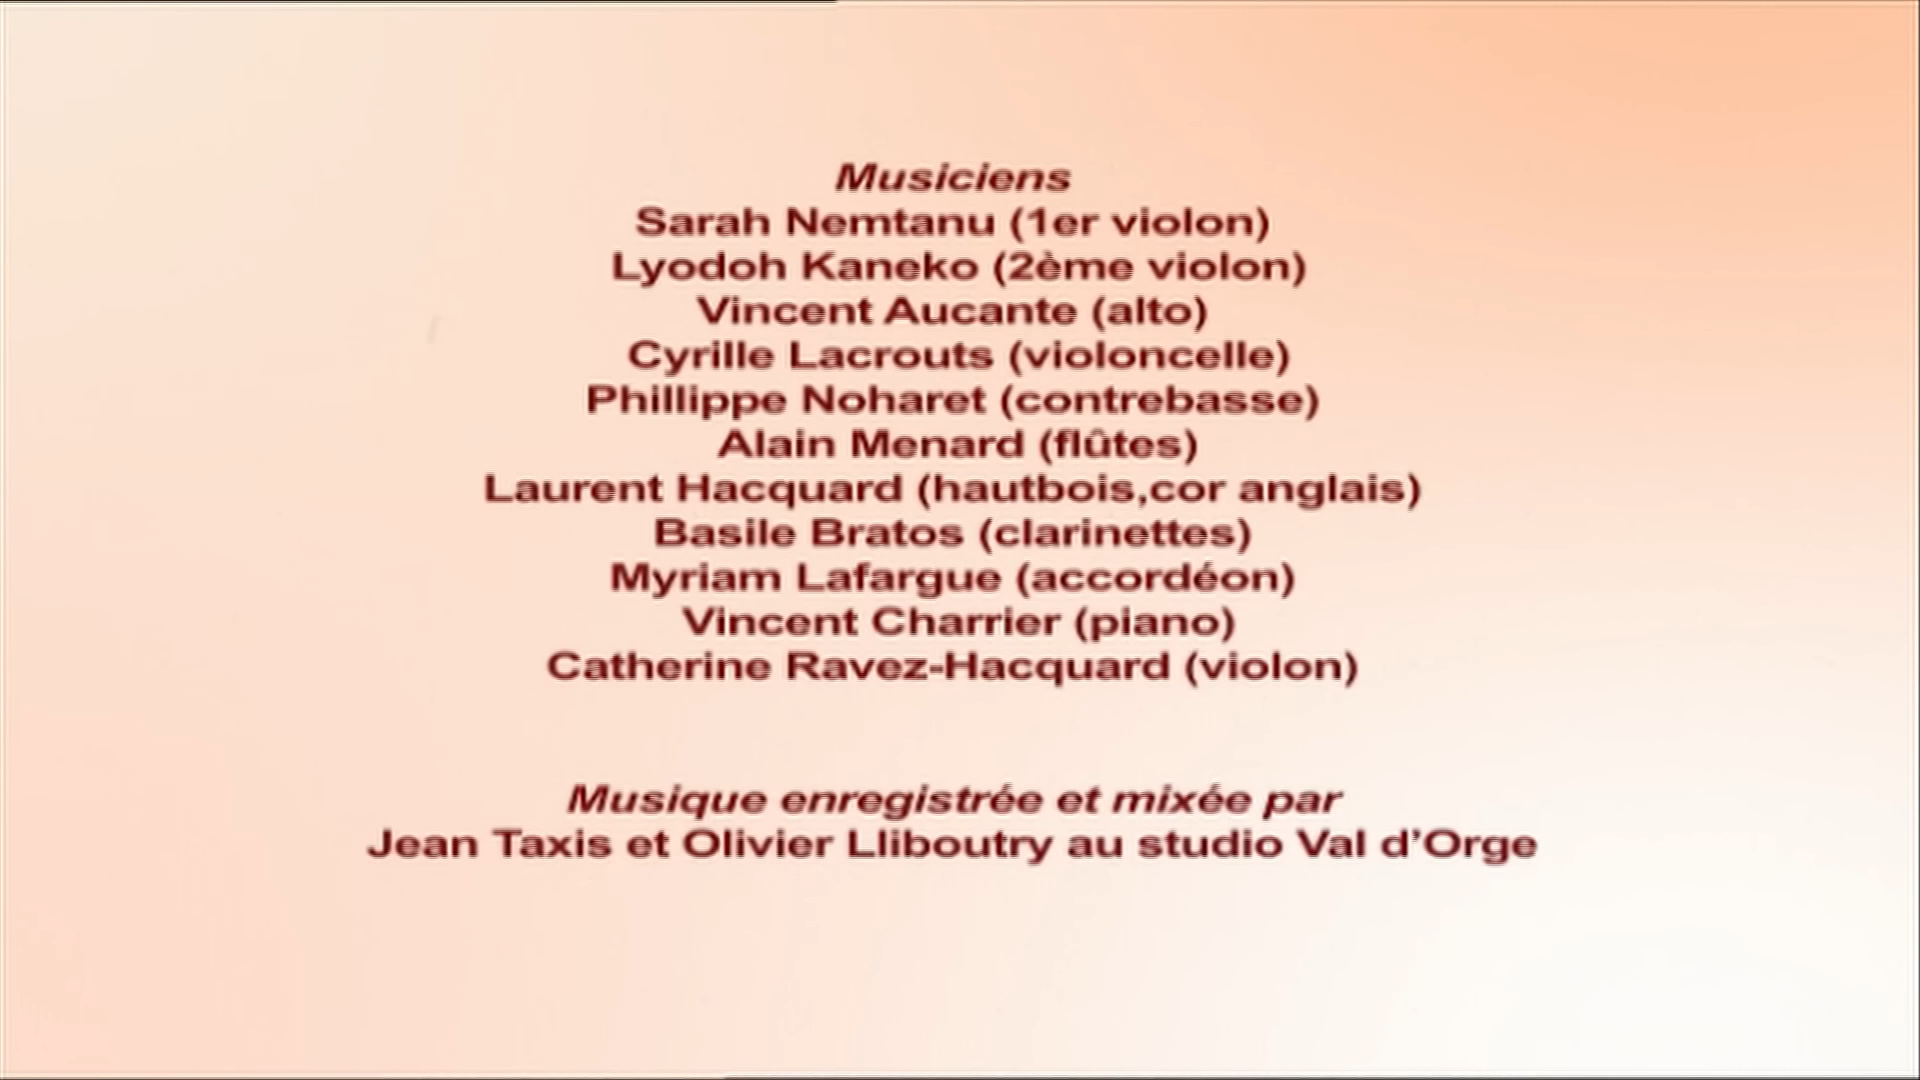 Musiciens
Sarah Nemtanu (1er violon)
Lyodoh Kaneko (2ème violon)
Vincent Aucante (alto)
Cyrille Lacrouts (violoncelle)
Phillippe Noharet (contrebasse)
Alain Menard (flûtes)
Laurent Hacquard (hautbois,cor anglais)
Basile Bratos (clarinettes)
Myriam Lafargue (accordéon)
Vincent Charrier (piano)
Catherine Ravez-Hacquard (violon)
Musique enregistrée et mixée par
Jean Taxis et Olivier Lliboutry au studio Val d’Orge